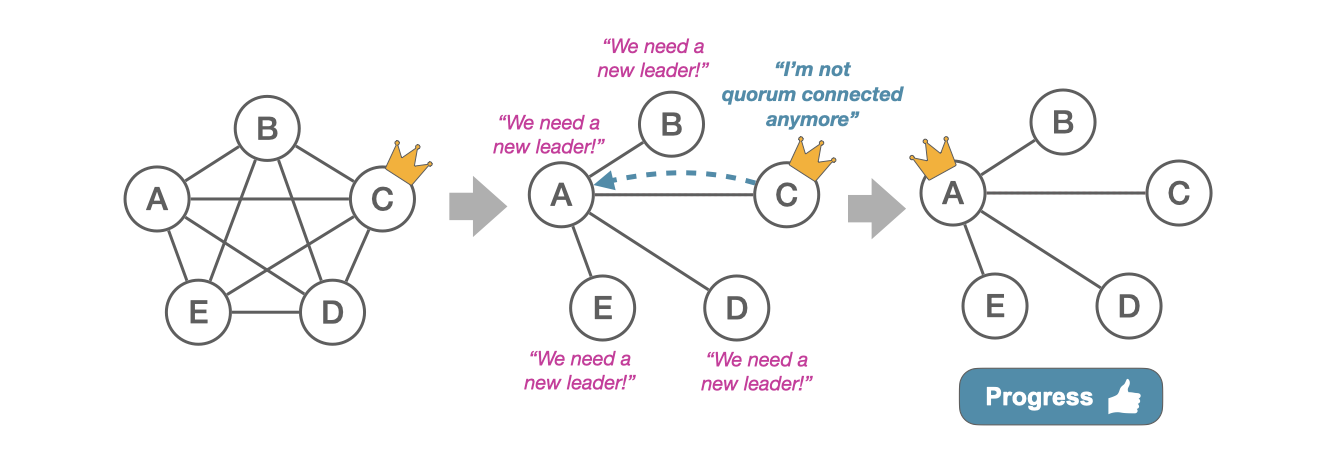 B
A
C
E
D
“We need a
new leader!”
“We need a
new leader!”
“I’m not
quorum connected
anymore”
B
A
C
E
D
“We need a
new leader!”
“We need a
new leader!”
B
A
C
E
D
Progress